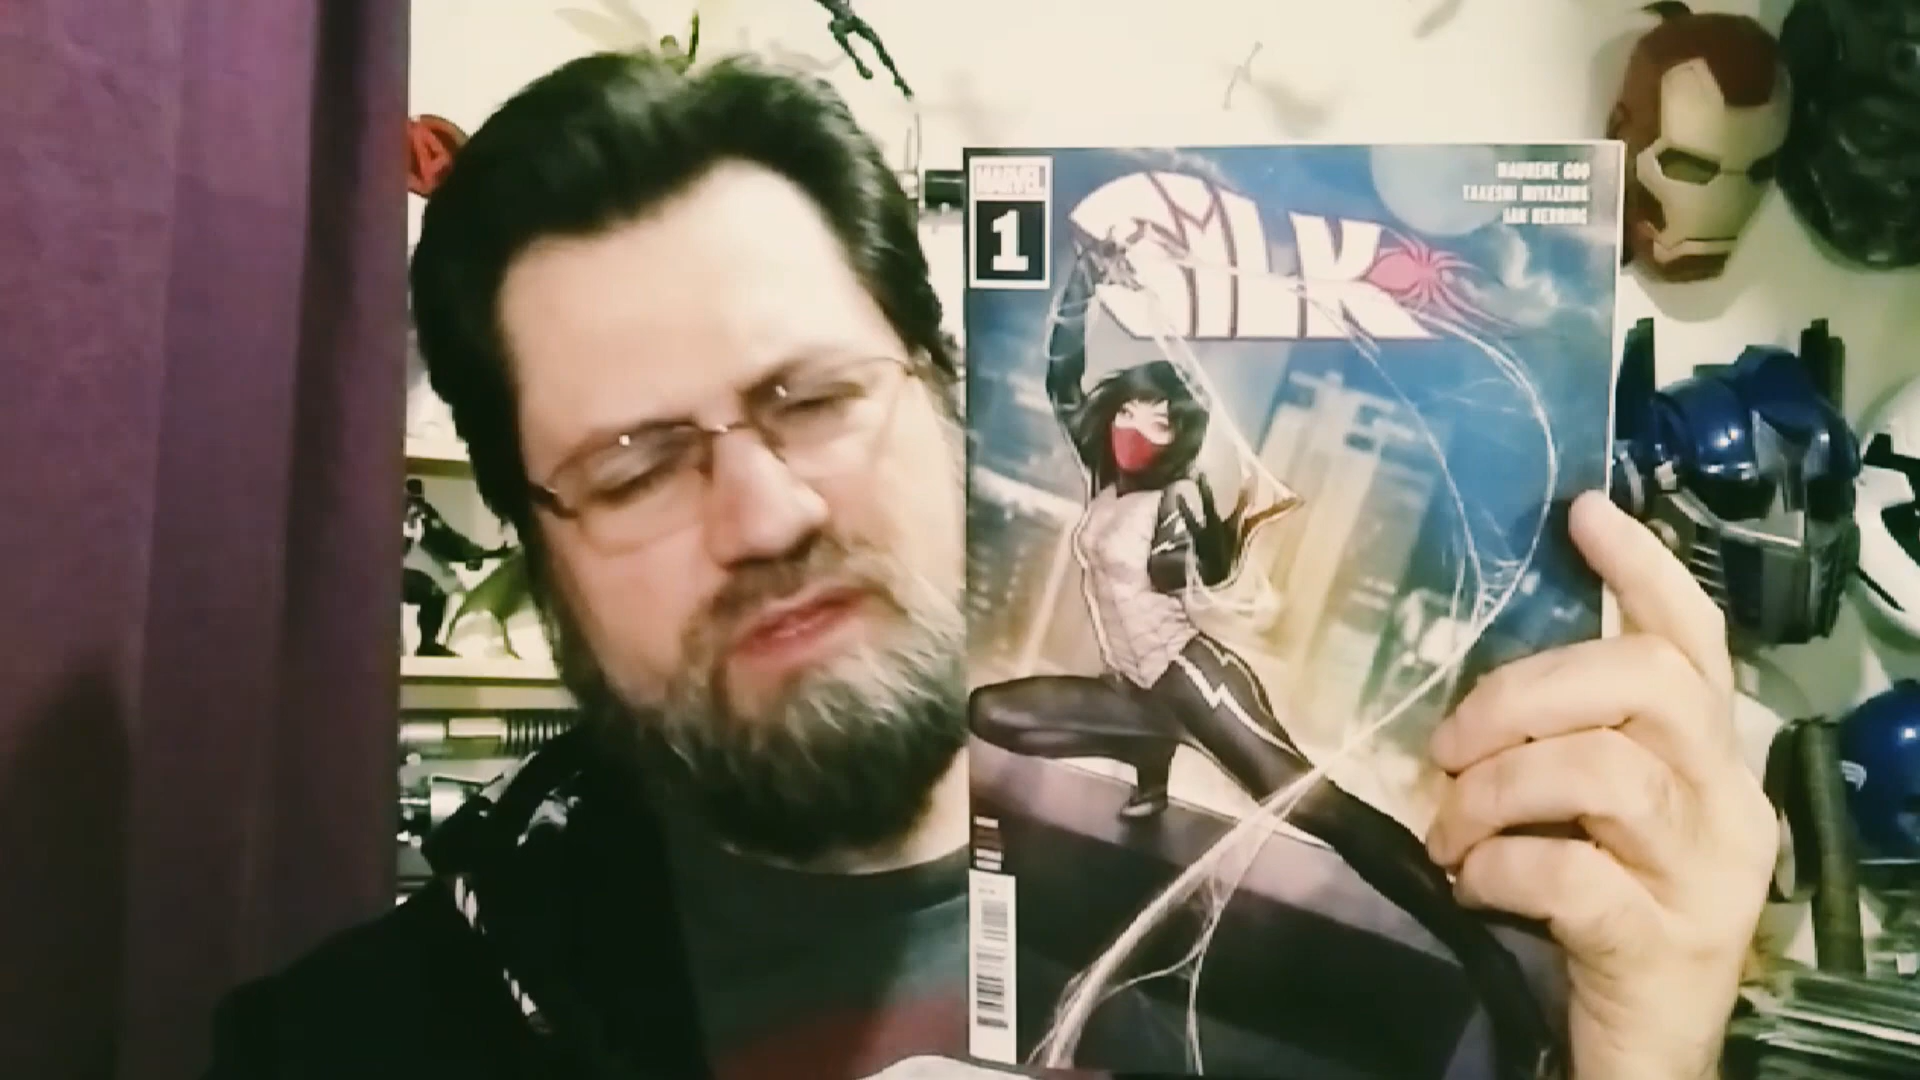 MARVEL
1
SILK
MAURENE GOO
TAKESHI MIYAZAWA
IAN HERRING
A